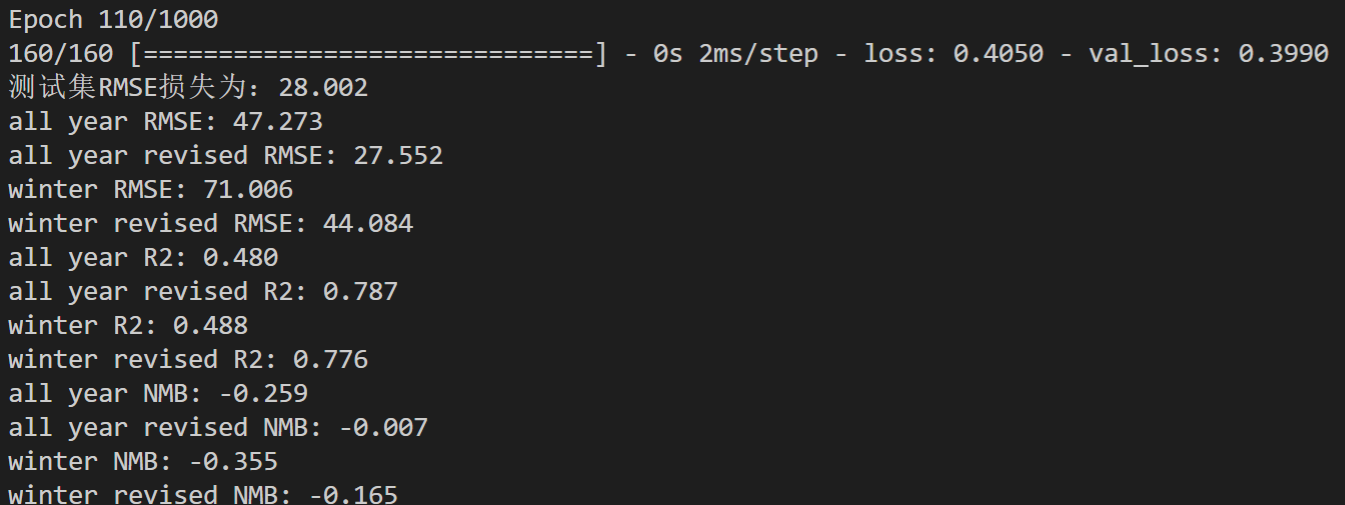 Epoch 110/1000
160/160 [==============================] - 0s 2ms/step - loss: 0.4050 - val_loss: 0.3990
测试集RMSE损失为：28.002
all year RMSE: 47.273
all year revised RMSE: 27.552
winter RMSE: 71.006
winter revised RMSE: 44.084
all year R2: 0.480
all year revised R2: 0.787
winter R2: 0.488
winter revised R2: 0.776
all year NMB: -0.259
all year revised NMB: -0.007
winter NMB: -0.355
winter revised NMB: -0.165